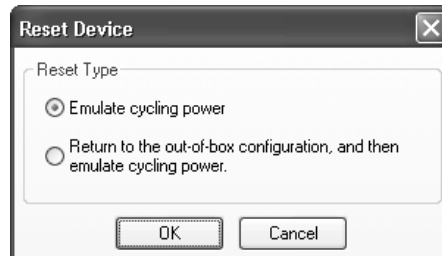 Reset Device
Reset Type
Emulate cycling power
Return to the out-of-box configuration, and then
emulate cycling power.
OK
Cancel